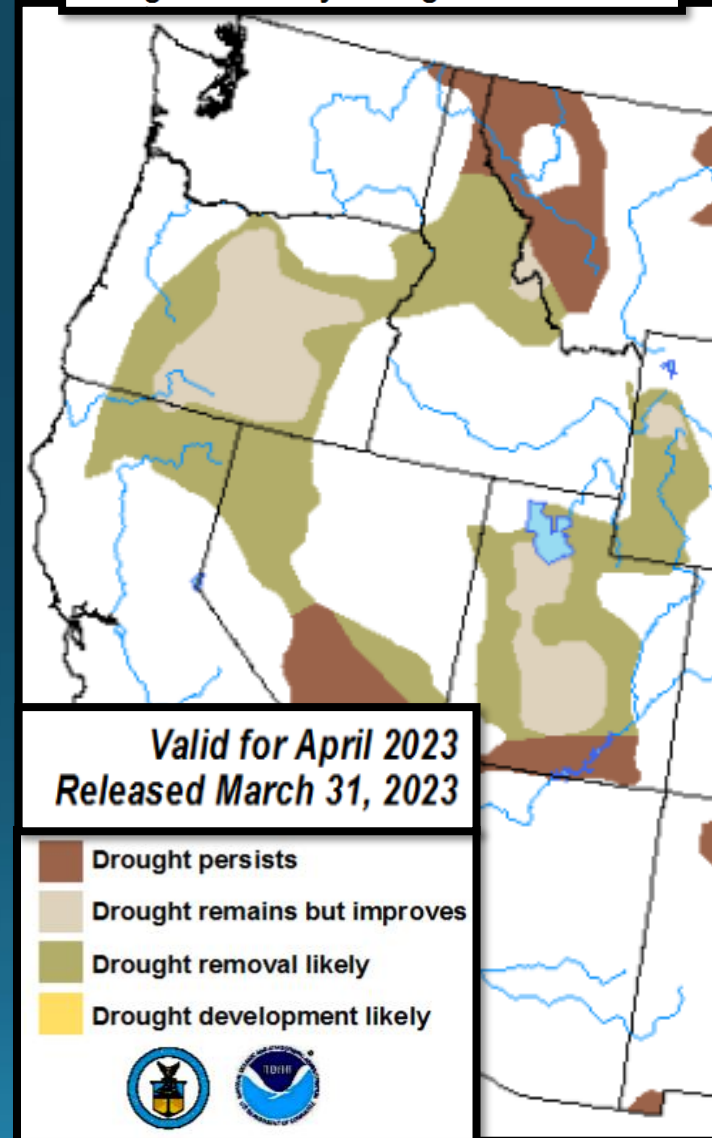 Valid for April 2023
Released March 31, 2023
Drought persists
Drought remains but improves
Drought removal likely
Drought development likely